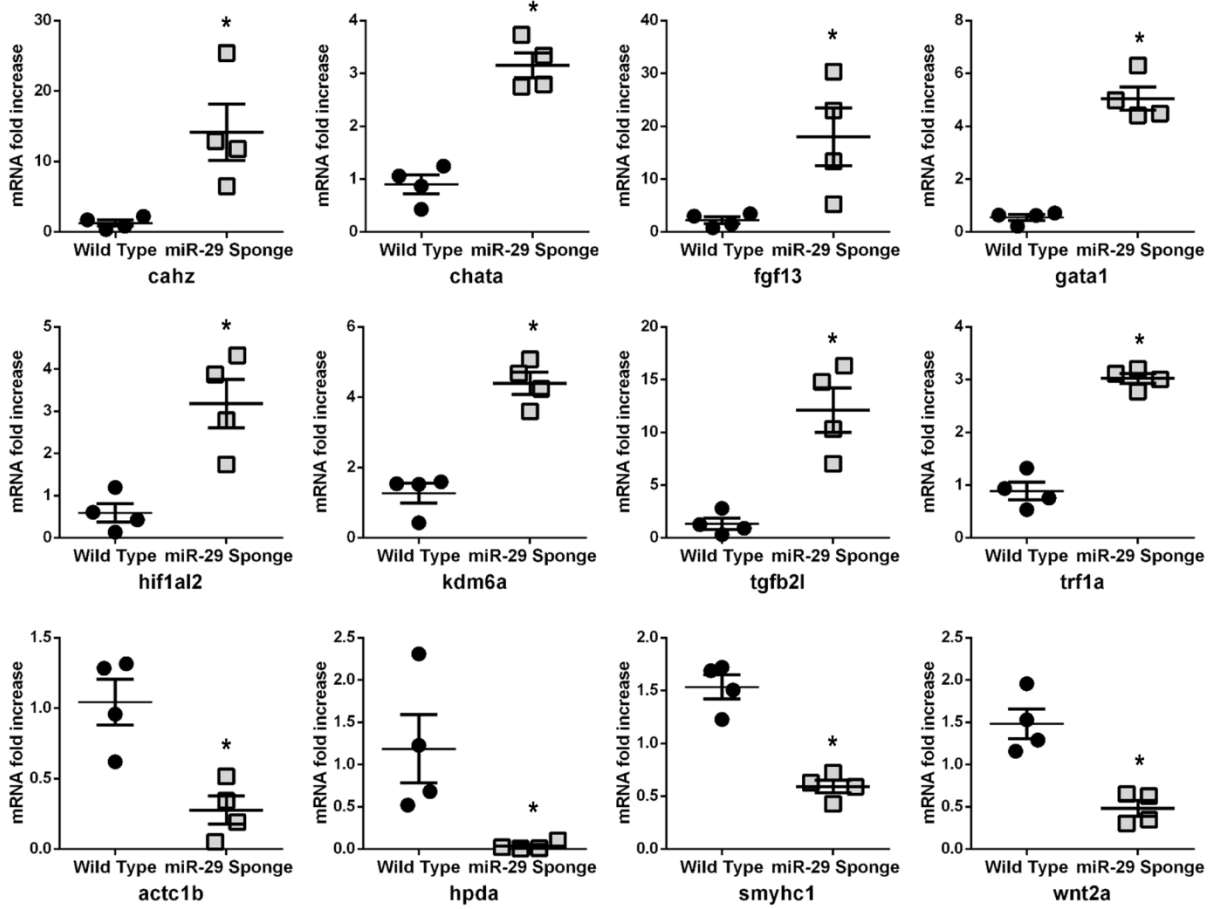 mRNA fold increase
30
20
10
0
*
Wild Type miR-29 Sponge
cahz
mRNA fold increase
4
3
2
1
0
*
Wild Type miR-29 Sponge
chata
mRNA fold increase
40
30
20
10
0
*
Wild Type miR-29 Sponge
fgf13
mRNA fold increase
8
6
4
2
0
*
Wild Type miR-29 Sponge
gata1
mRNA fold increase
5
4
3
2
1
0
*
Wild Type miR-29 Sponge
hif1al2
mRNA fold increase
6
4
2
0
*
Wild Type miR-29 Sponge
kdm6a
mRNA fold increase
20
15
10
5
0
*
Wild Type miR-29 Sponge
tgfb2l
mRNA fold increase
4
3
2
1
0
*
Wild Type miR-29 Sponge
trf1a
mRNA fold increase
1.5
1.0
0.5
0.0
*
Wild Type miR-29 Sponge
actc1b
mRNA fold increase
2.5
2.0
1.5
1.0
0.5
0.0
*
Wild Type miR-29 Sponge
hpda
mRNA fold increase
2.0
1.5
1.0
0.5
0.0
*
Wild Type miR-29 Sponge
smyhc1
mRNA fold increase
2.5
2.0
1.5
1.0
0.5
0.0
*
Wild Type miR-29 Sponge
wnt2a